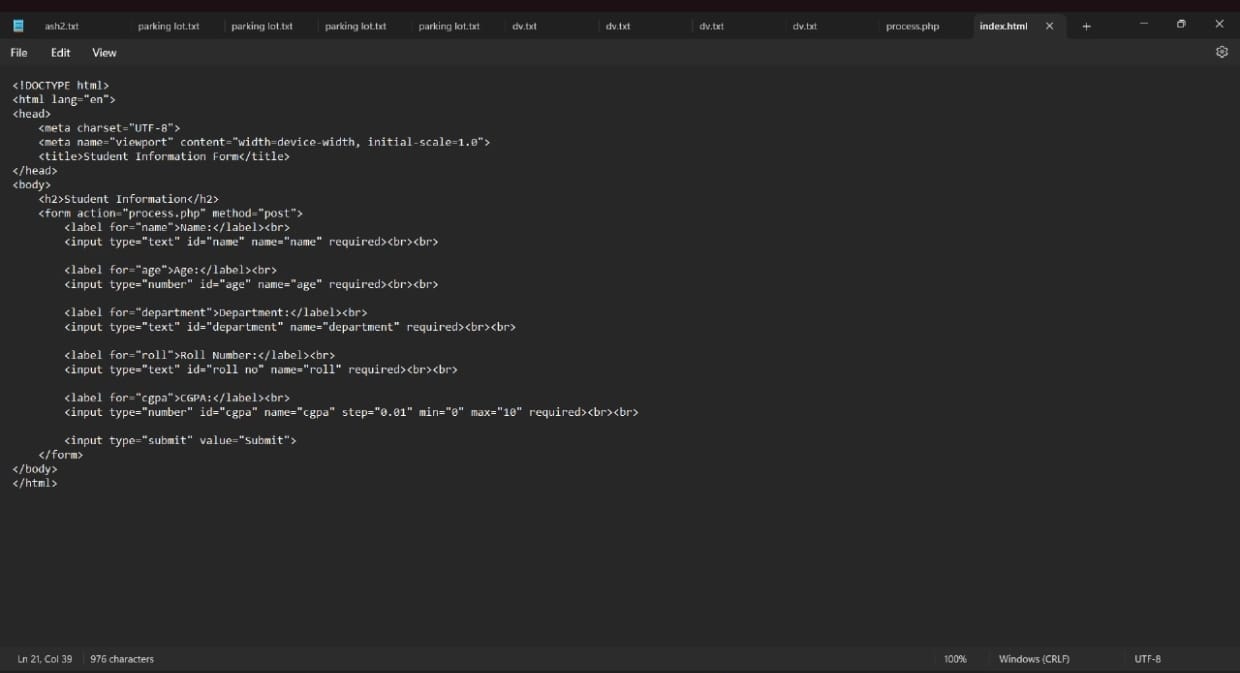 ash2.txt parking lot.txt parking lot.txt parking lot.txt parking lot.txt dv.txt dv.txt dv.txt dv.txt process.php index.html
File Edit View
<!DOCTYPE html>
<html lang="en">
<head>
    <meta charset="UTF-8">
    <meta name="viewport" content="width=device-width, initial-scale=1.0">
    <title>Student Information Form</title>
</head>
<body>
    <h2>Student Information</h2>
    <form action="process.php" method="post">
        <label for="name">Name:</label><br>
        <input type="text" id="name" name="name" required><br><br>

        <label for="age">Age:</label><br>
        <input type="number" id="age" name="age" required><br><br>

        <label for="department">Department:</label><br>
        <input type="text" id="department" name="department" required><br><br>

        <label for="roll">Roll Number:</label><br>
        <input type="text" id="roll no" name="roll" required><br><br>

        <label for="cgpa">CGPA:</label><br>
        <input type="number" id="cgpa" name="cgpa" step="0.01" min="0" max="10" required><br><br>

        <input type="submit" value="Submit">
    </form>
</body>
</html>
Ln 21, Col 39 976 characters 100% Windows (CRLF) UTF-8